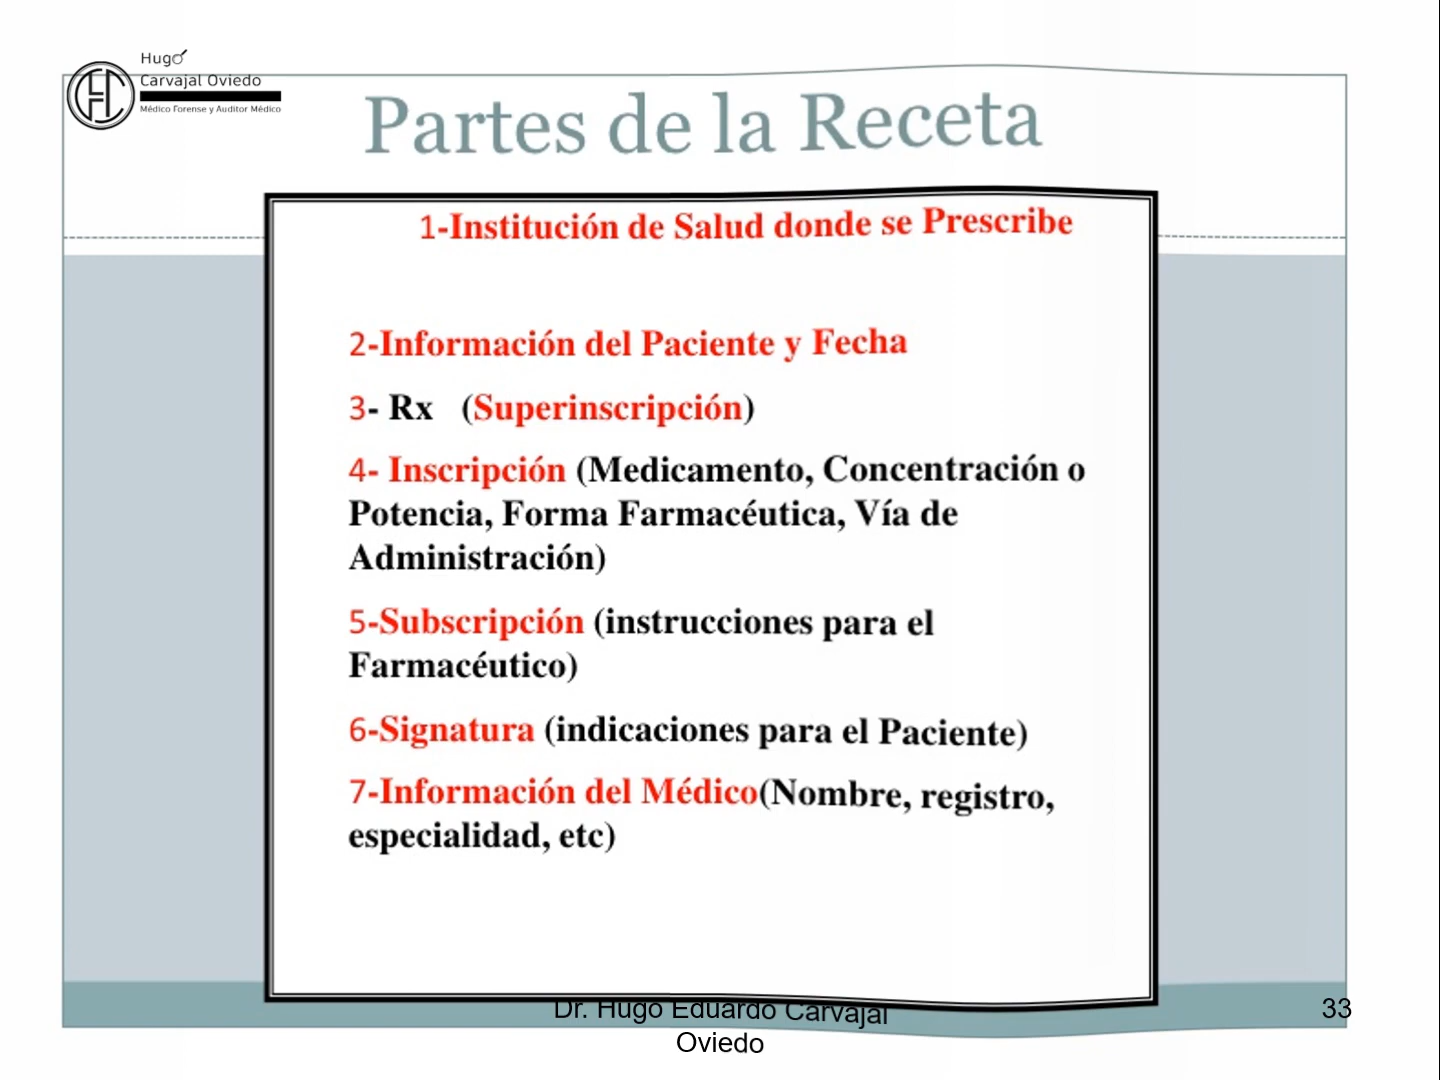 Hugo
Carvajal Oviedo
Médico Forense y Auditor Médico
Partes de la Receta
1-Institución de Salud donde se Prescribe
2-Información del Paciente y Fecha
3- Rx (Superinscripción)
4- Inscripción (Medicamento, Concentración o
Potencia, Forma Farmacéutica, Vía de
Administración)
5-Subscripción (instrucciones para el
Farmacéutico)
6-Signatura (indicaciones para el Paciente)
7-Información del Médico(Nombre, registro,
especialidad, etc)
Dr. Hugo Eduardo Carvajal
Oviedo
33